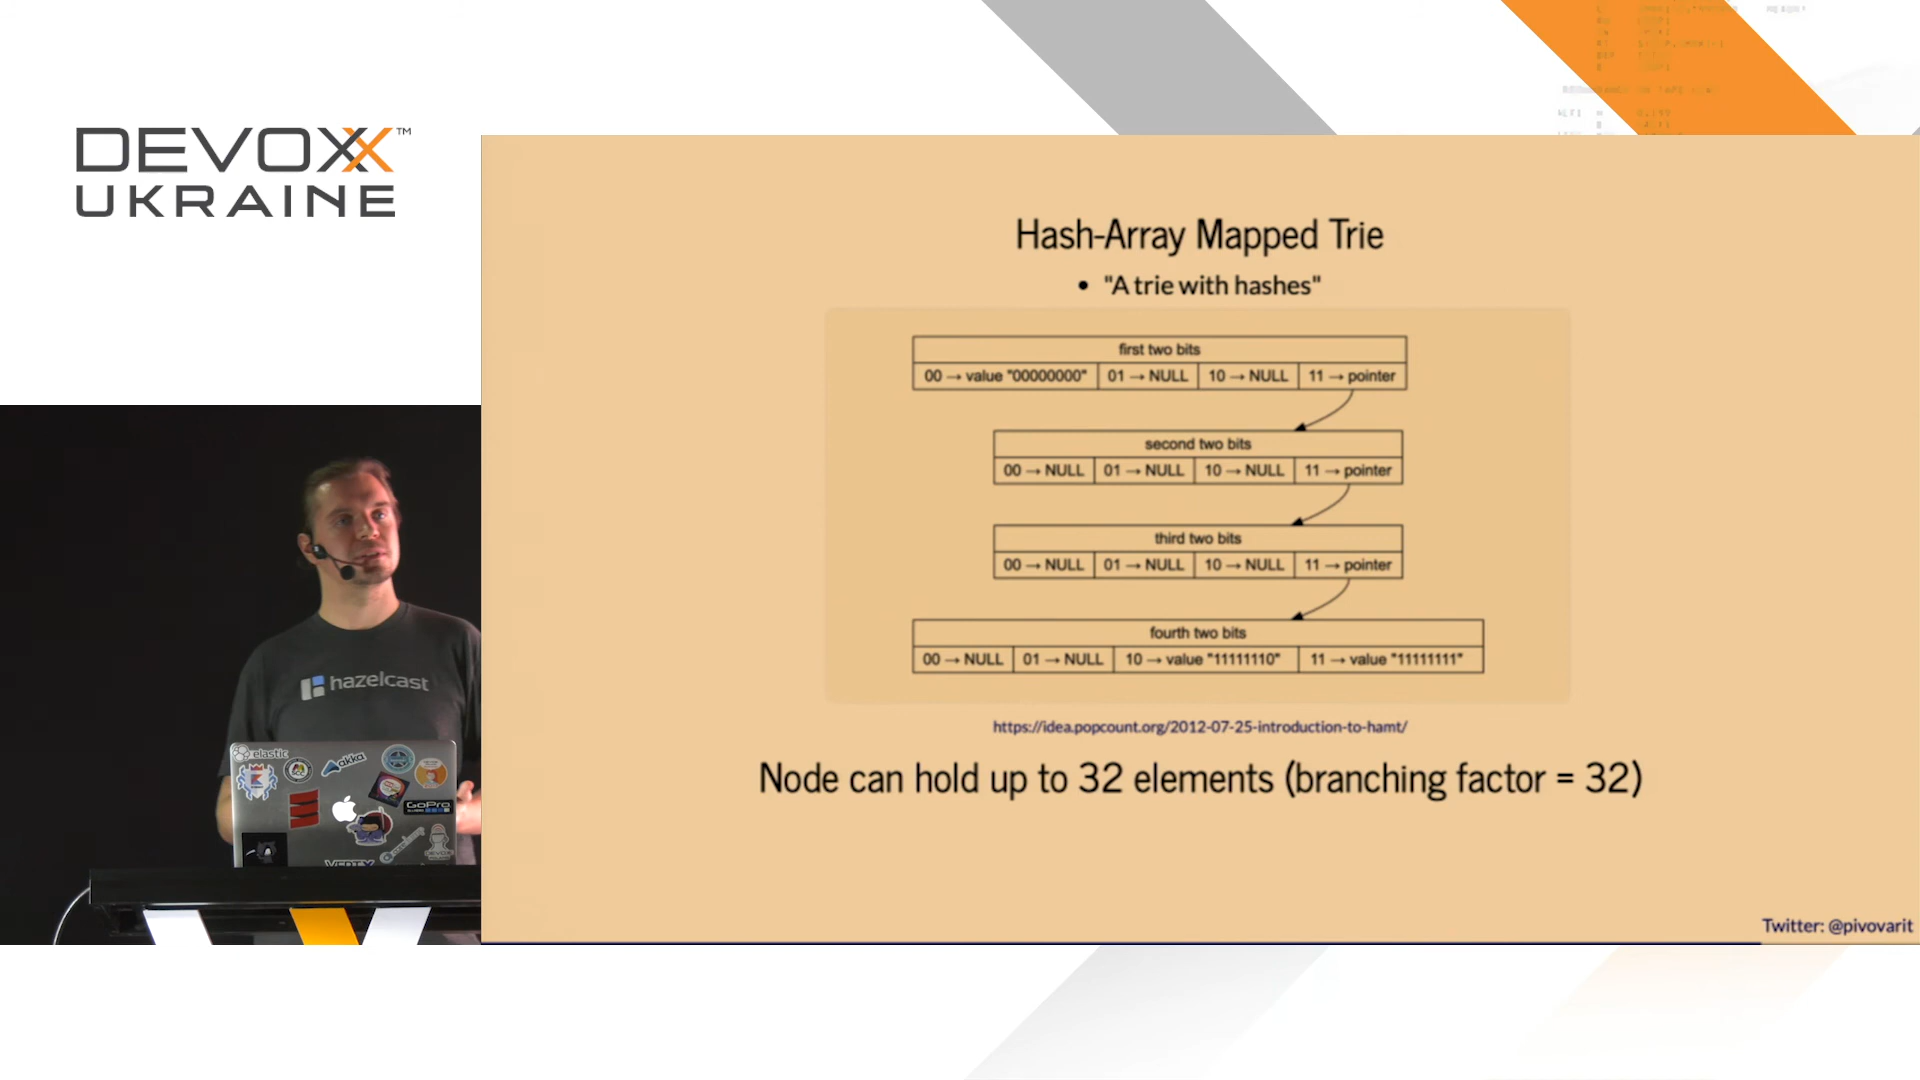 DEVOXX™
UKRAINE
Hash-Array Mapped Trie
• "A trie with hashes"
first two bits
00 → value "00000000" 01 → NULL 10 → NULL 11 → pointer
second two bits
00 → NULL 01 → NULL 10 → NULL 11 → pointer
third two bits
00 → NULL 01 → NULL 10 → NULL 11 → pointer
fourth two bits
00 → NULL 01 → NULL 10 → value "11111110" 11 → value "11111111"
https://idea.popcount.org/2012-07-25-introduction-to-hamt/
Node can hold up to 32 elements (branching factor = 32)
Twitter: @pivovarit
hazelcast
elastic
akka
GoPro
DEVOXX
VERT.X